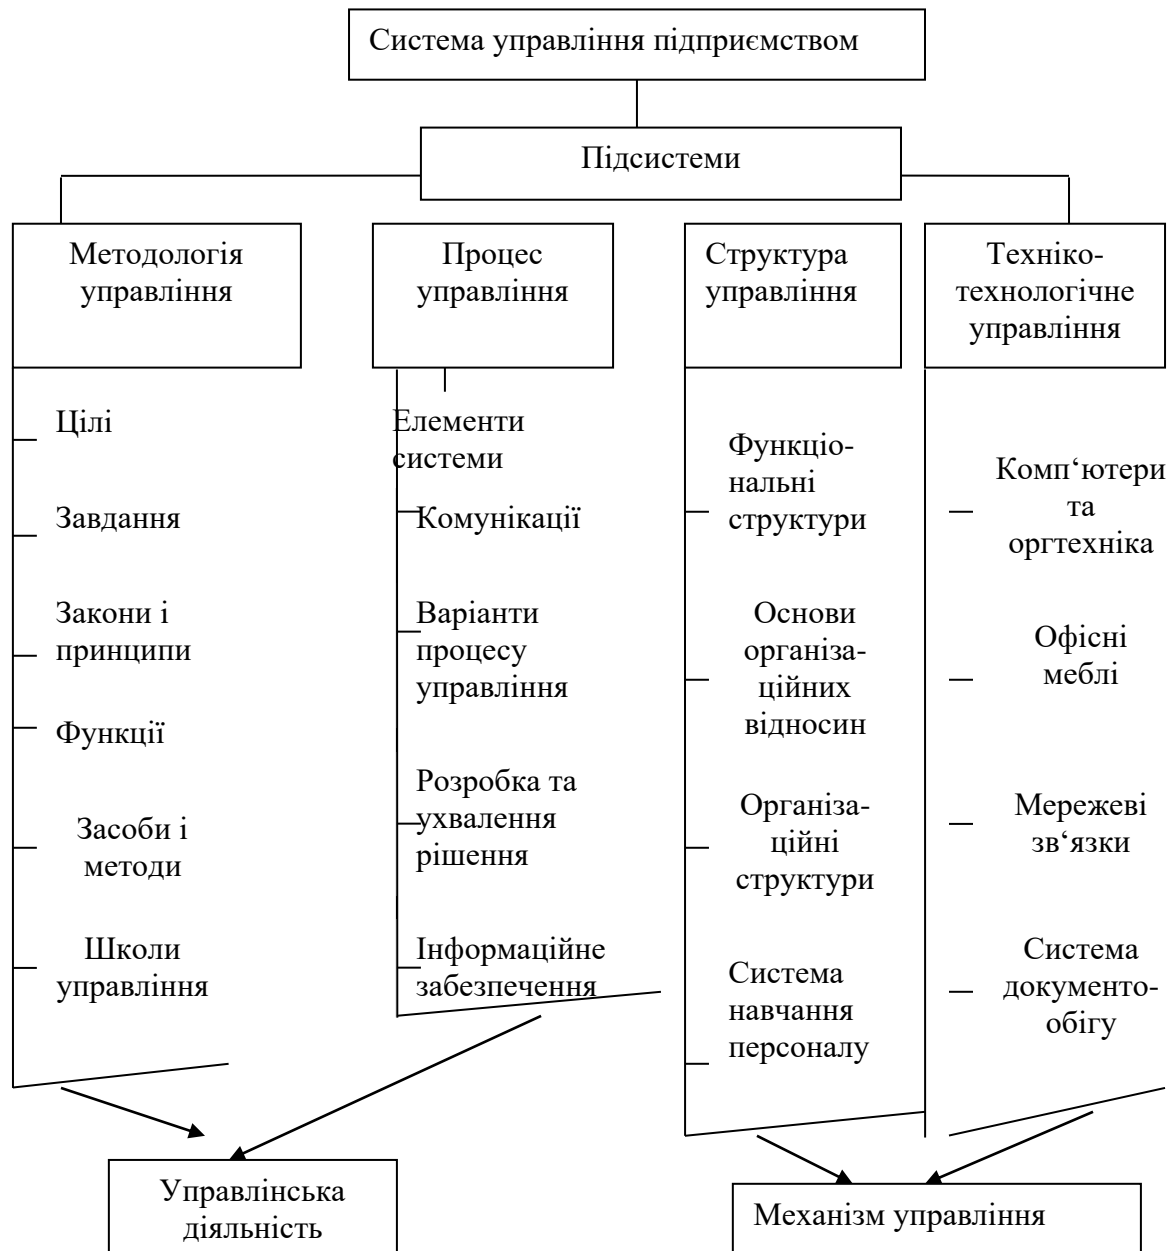 Система управління підприємством
Підсистеми
Методологія
управління
Цілі
Завдання
Закони і
принципи
Функції
Засоби і
методи
Школи
управління
Процес
управління
Елементи
системи
Комунікації
Варіанти
процесу
управління
Розробка та
ухвалення
рішення
Інформаційне
забезпечення
Структура
управління
Функціо-
нальні
структури
Основи
організа-
ційних
відносин
Організа-
ційні
структури
Система
навчання
персоналу
Техніко-
технологічне
управління
Комп‘ютери
та
оргтехніка
Офісні
меблі
Мережеві
зв‘язки
Система
документо-
обігу
Управлінська
діяльність
Механізм управління